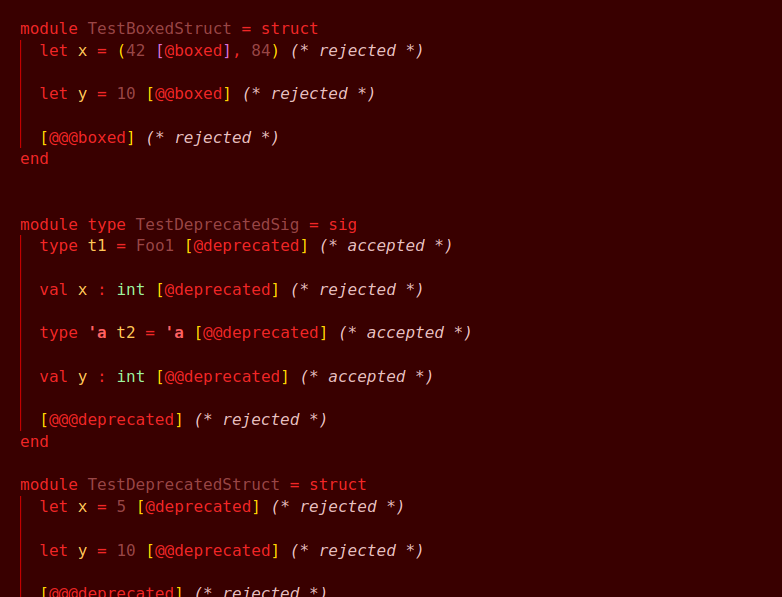 module TestBoxedStruct = struct
  let x = (42 [@boxed], 84) (* rejected *)
  let y = 10 [@@boxed] (* rejected *)
  [@@@boxed] (* rejected *)
end
module type TestDeprecatedSig = sig
  type t1 = Foo1 [@deprecated] (* accepted *)
  val x : int [@deprecated] (* rejected *)
  type 'a t2 = 'a [@@deprecated] (* accepted *)
  val y : int [@@deprecated] (* accepted *)
  [@@@deprecated] (* rejected *)
end
module TestDeprecatedStruct = struct
  let x = 5 [@deprecated] (* rejected *)
  let y = 10 [@@deprecated] (* rejected *)
  [@@@deprecated] (* rejected *)